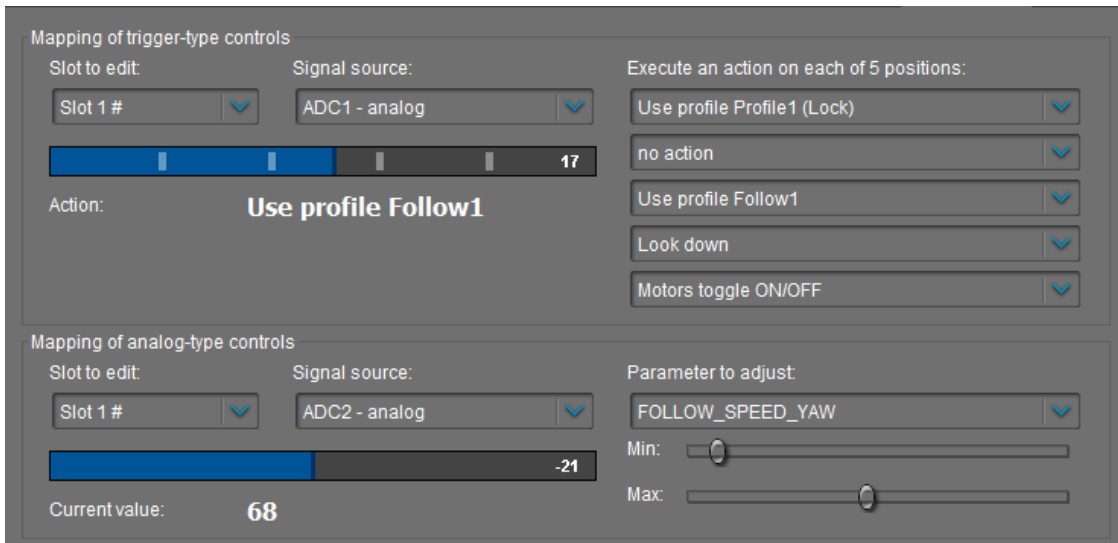 Mapping of trigger-type controls
Slot to edit:
Signal source:
Execute an action on each of 5 positions:
Slot 1 #
ADC1 - analog
Use profile Profile1 (Lock)
17
no action
Action:
Use profile Follow1
Use profile Follow1
Look down
Motors toggle ON/OFF
Mapping of analog-type controls
Slot to edit:
Signal source:
Parameter to adjust:
Slot 1 #
ADC2 - analog
FOLLOW_SPEED_YAW
-21
Min:
Max:
Current value:
68